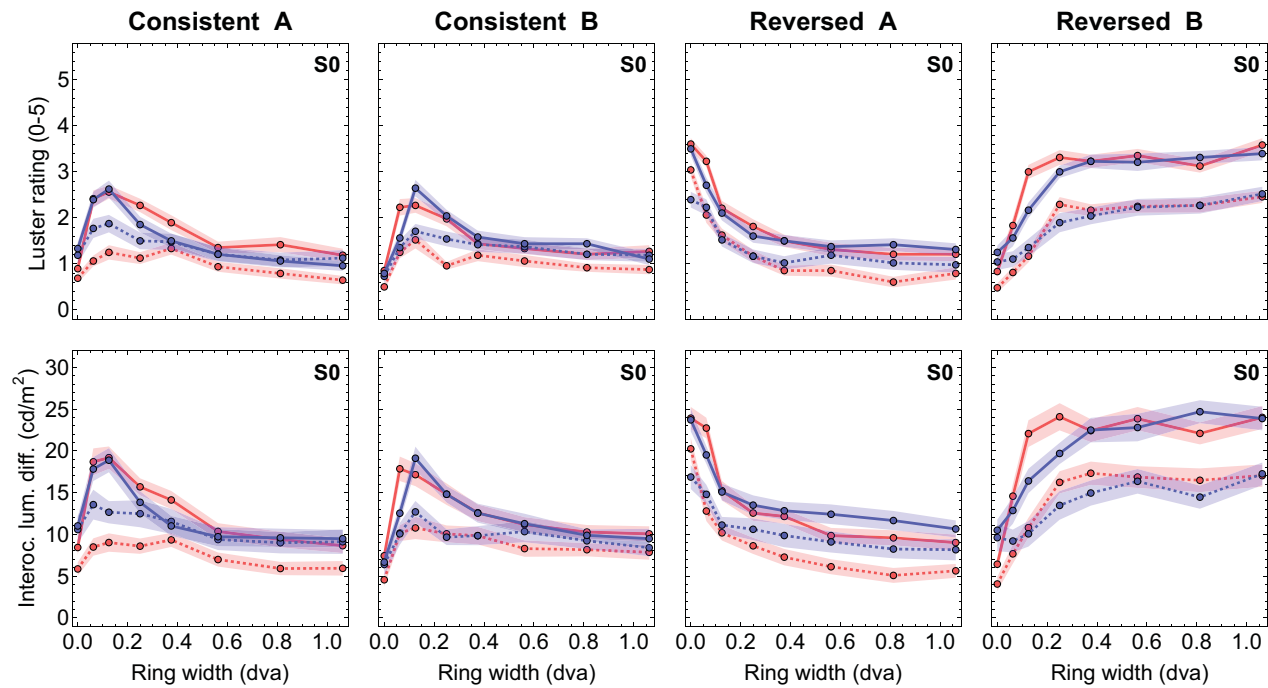 Consistent A Consistent B Reversed A Reversed B
S0 S0 S0 S0
Luster rating (0-5)
5
4
3
2
1
0
S0 S0 S0 S0
Interoc. lum. diff. (cd/m²)
30
25
20
15
10
5
0
0.0 0.2 0.4 0.6 0.8 1.0 0.0 0.2 0.4 0.6 0.8 1.0 0.0 0.2 0.4 0.6 0.8 1.0 0.0 0.2 0.4 0.6 0.8 1.0
Ring width (dva) Ring width (dva) Ring width (dva) Ring width (dva)